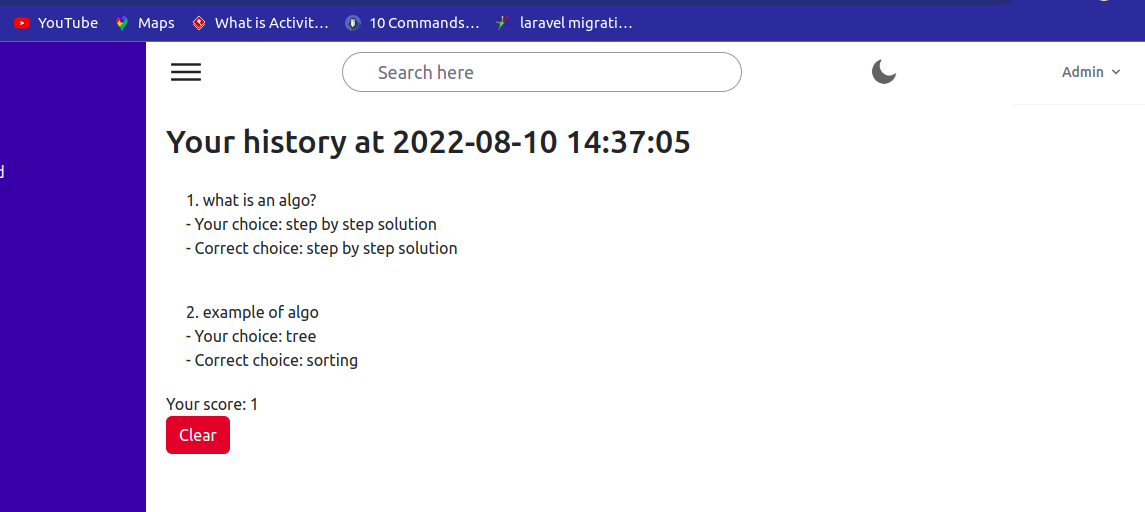 YouTube
Maps
What is Activit...
10 Commands...
laravel migrati...
Search here
Admin
Your history at 2022-08-10 14:37:05
d
1. what is an algo?
- Your choice: step by step solution
- Correct choice: step by step solution
2. example of algo
- Your choice: tree
- Correct choice: sorting
Your score: 1
Clear